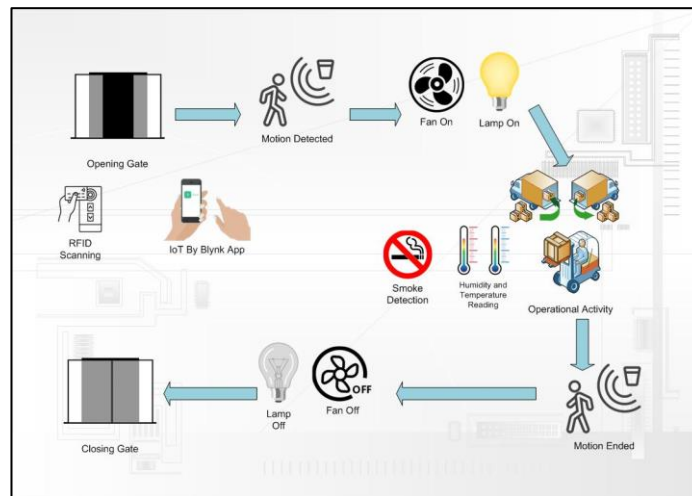 Opening Gate
Motion Detected
Fan On
Lamp On
RFID
Scanning
IoT By Blynk App
Smoke
Detection
Humidity and
Temperature
Reading
Operational Activity
Closing Gate
Lamp
Off
OFF
Fan Off
Motion Ended